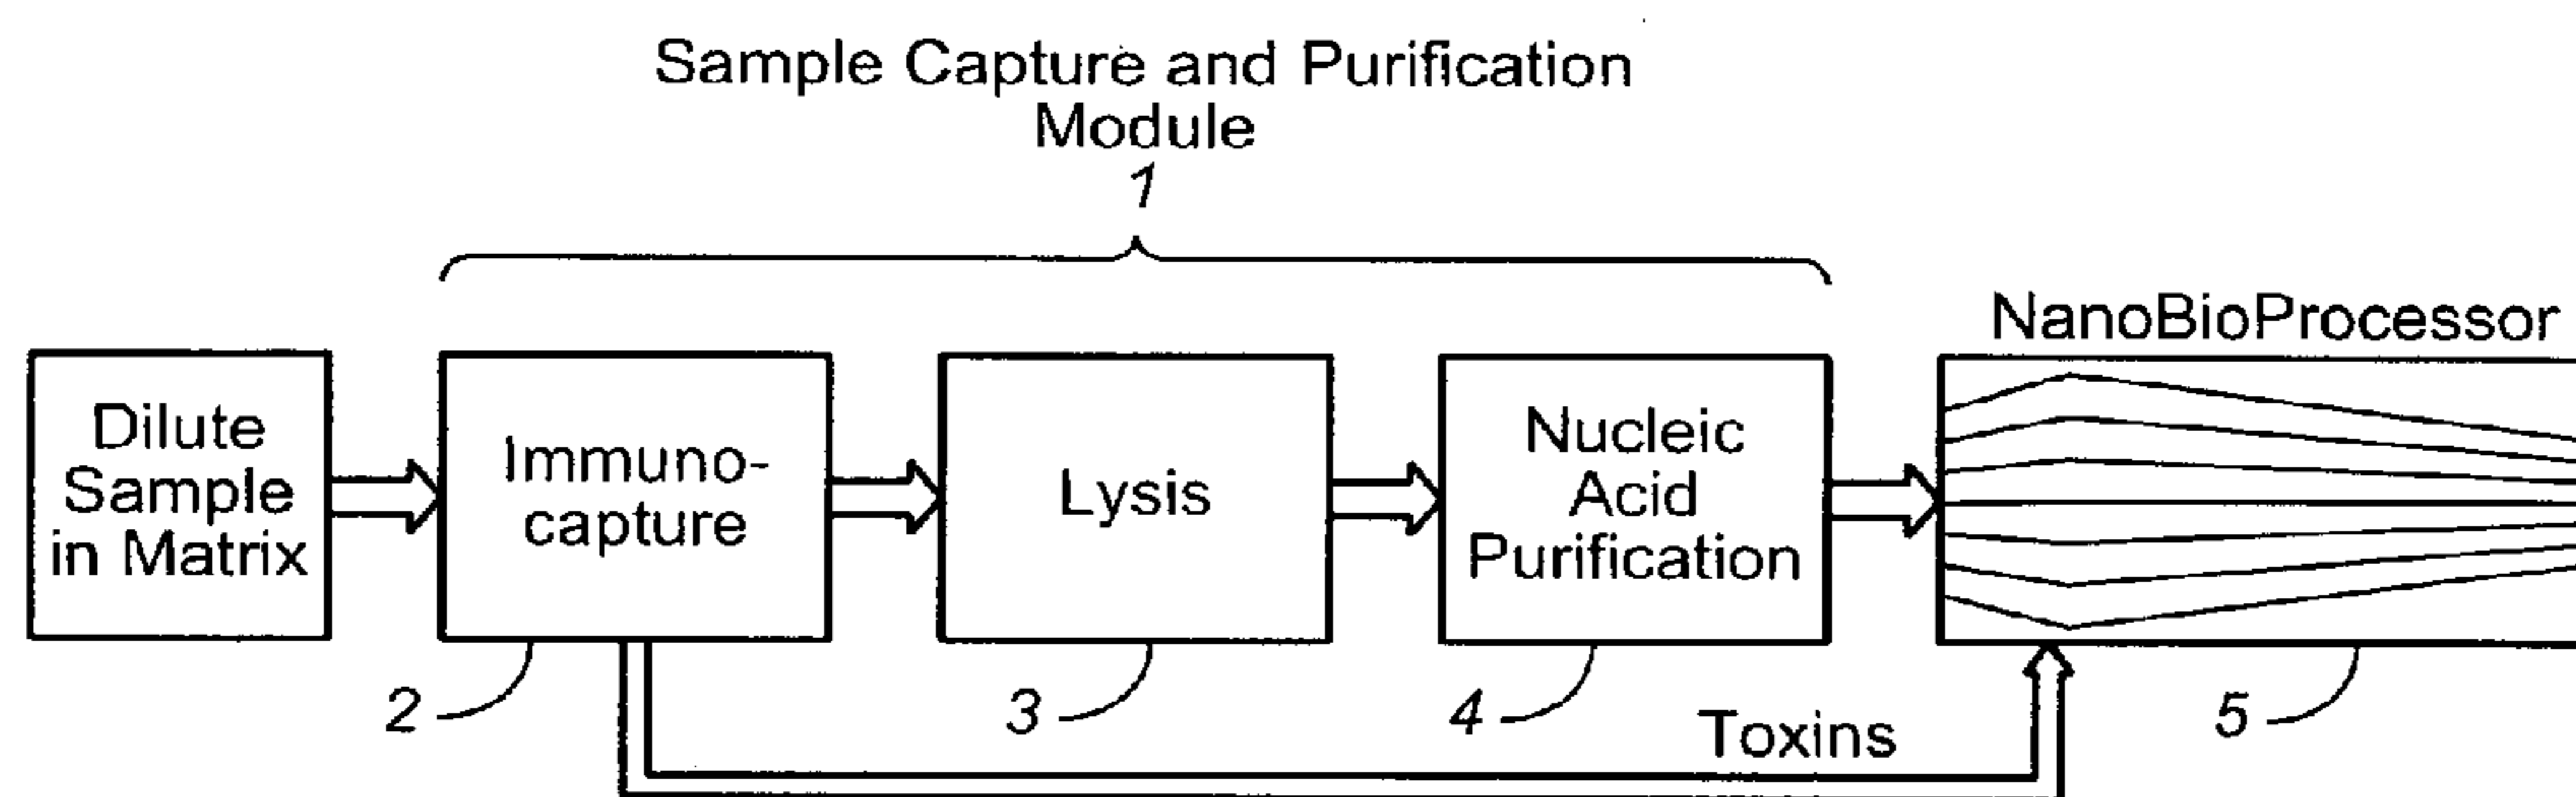 Sample Capture and Purification
Module
1
NanoBioProcessor
Dilute
Sample
in Matrix
Immuno-
capture
Lysis
Nucleic
Acid
Purification
2
3
4
Toxins
5